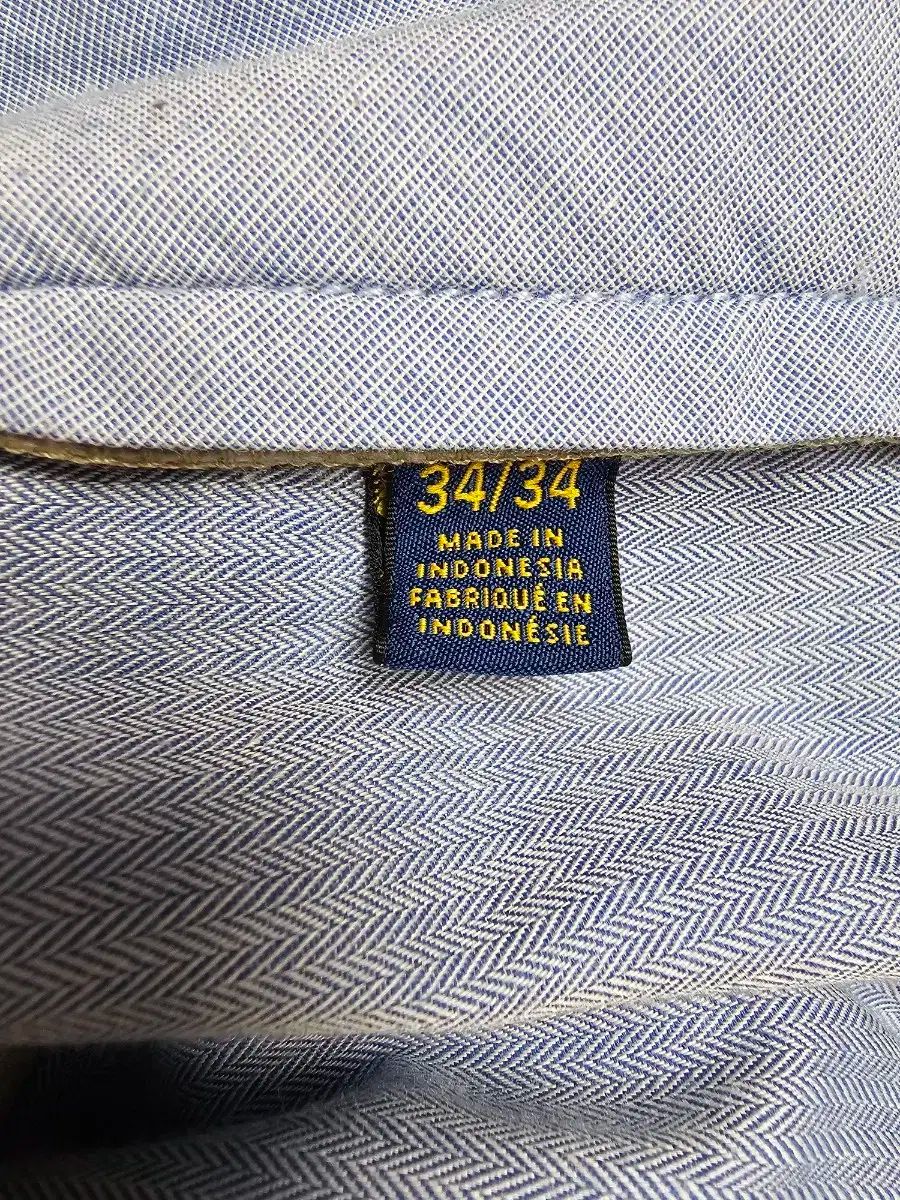 34/34
MADE IN
INDONESIA
FABRIQUÉ EN
INDONÉSIE